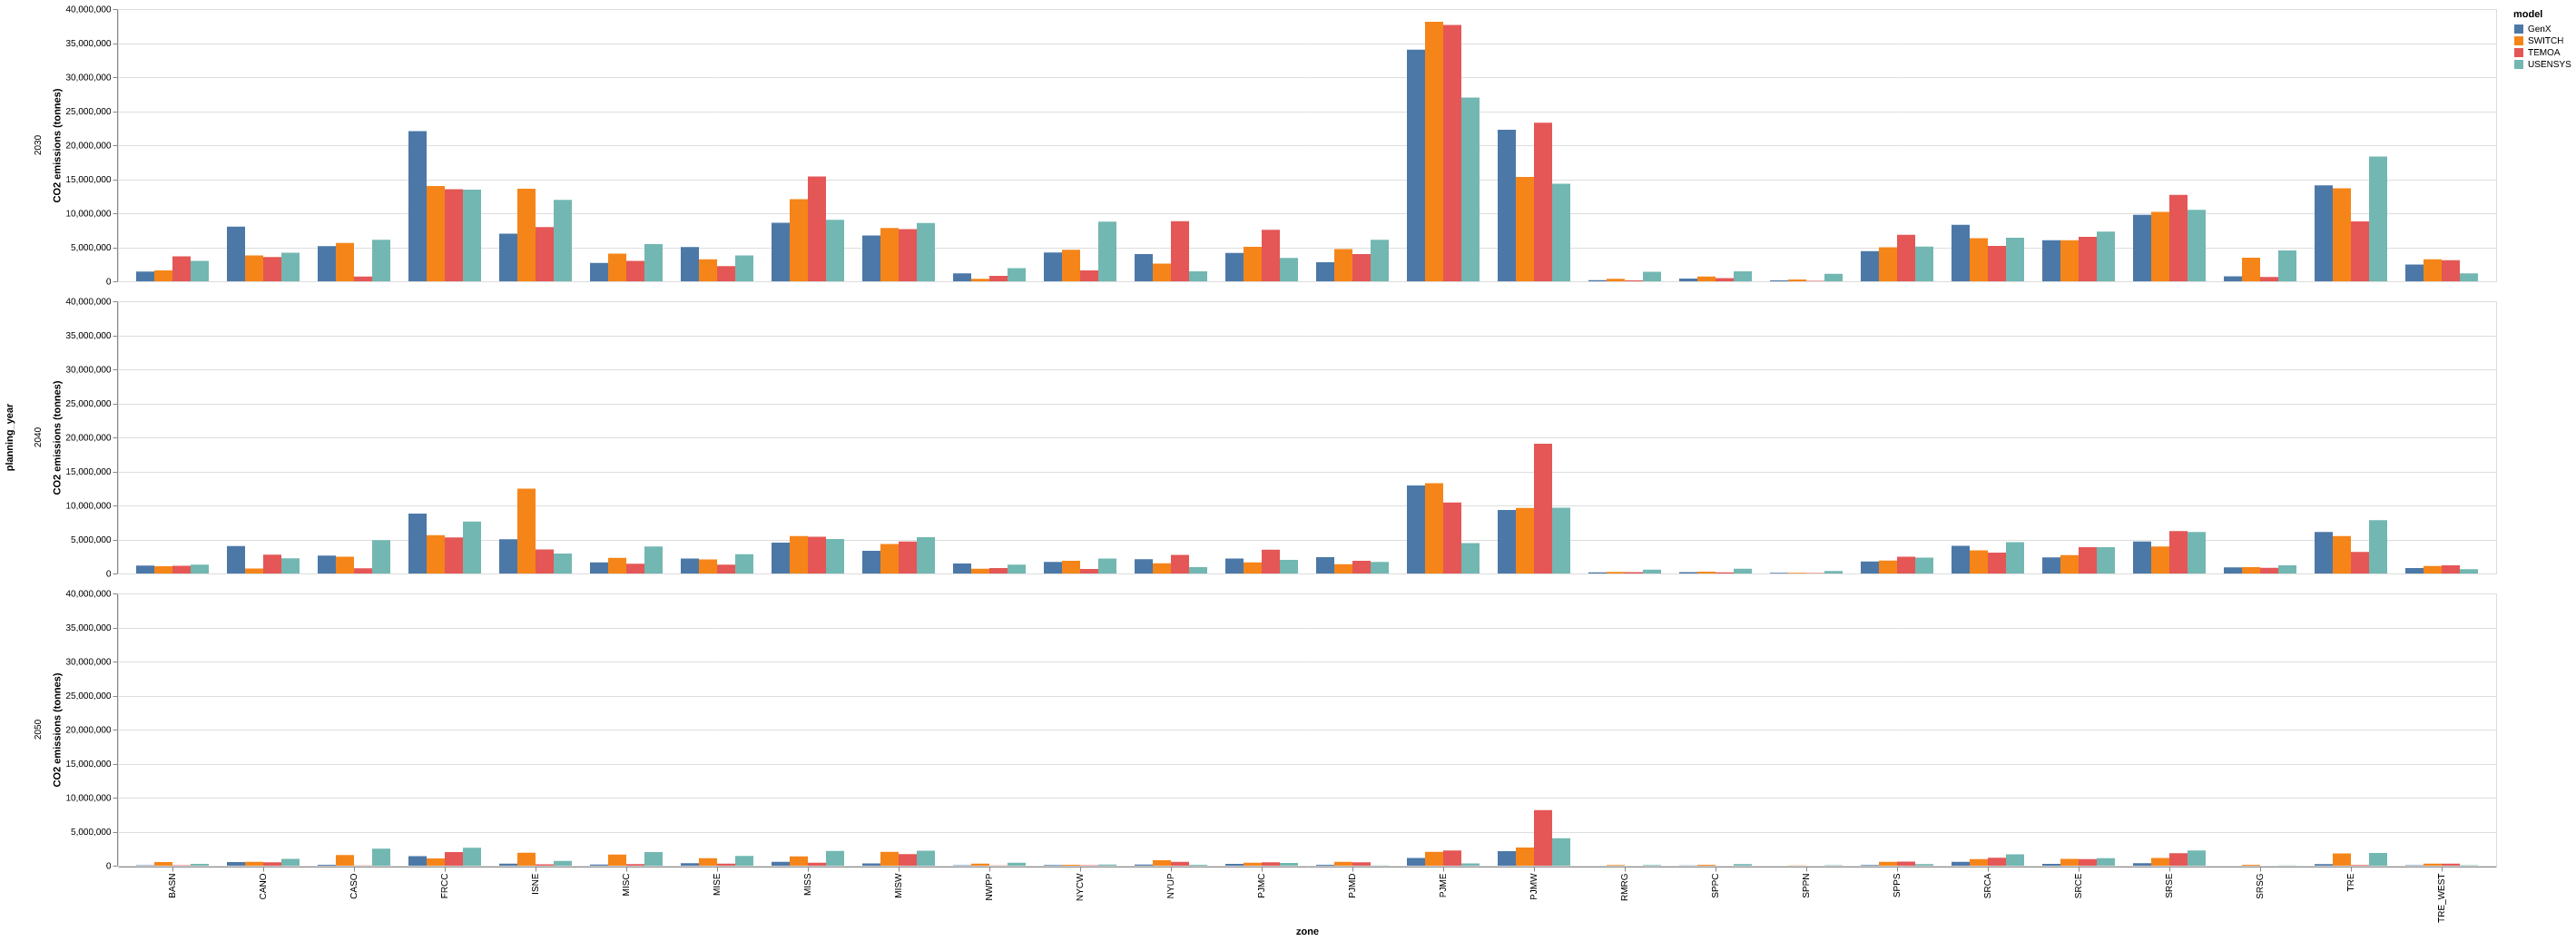 model
GenX
SWITCH
TEMOA
USENSYS
planning_year
2030
CO2 emissions (tonnes)
40,000,000
35,000,000
30,000,000
25,000,000
20,000,000
15,000,000
10,000,000
5,000,000
0
2040
CO2 emissions (tonnes)
40,000,000
35,000,000
30,000,000
25,000,000
20,000,000
15,000,000
10,000,000
5,000,000
0
2050
CO2 emissions (tonnes)
40,000,000
35,000,000
30,000,000
25,000,000
20,000,000
15,000,000
10,000,000
5,000,000
0
BASN
CANO
CASO
FRCC
ISNE
MISC
MISE
MISS
MISW
NWPP
NYCW
NYUP
PJMC
PJMD
PJME
PJMW
RMRG
SPPC
SPPN
SPPS
SRCA
SRCE
SRSE
SRSG
TRE
TRE_WEST
zone